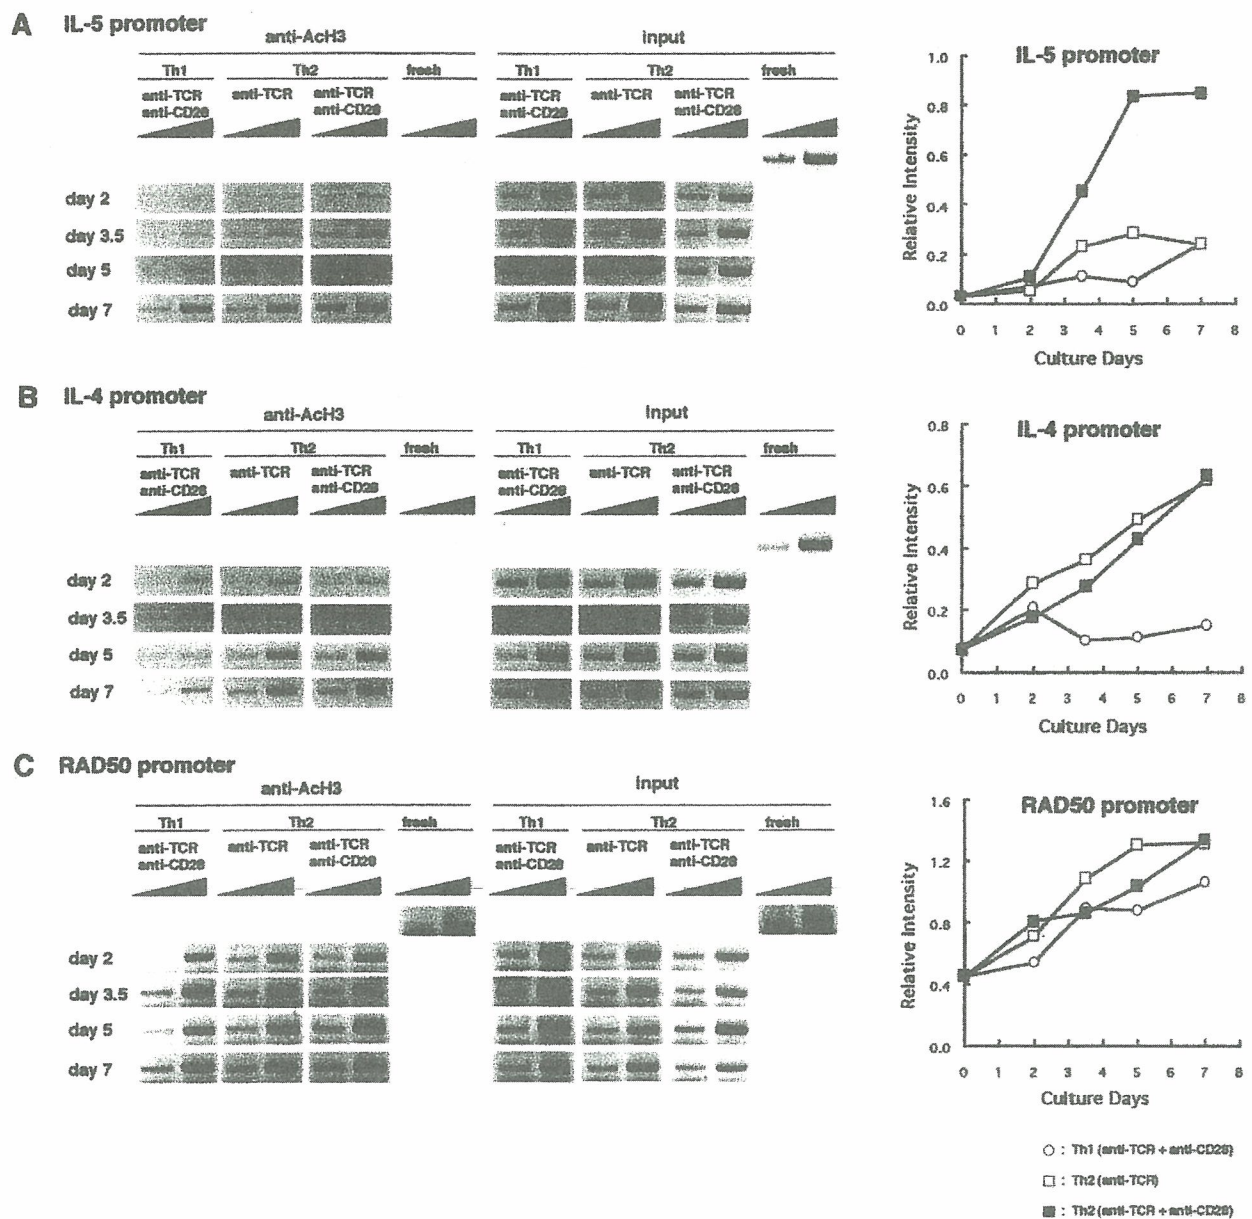 A IL-5 promoter
anti-AcH3
Input
Th1 Th2 fresh
Th1 Th2 fresh
anti-TCR anti-CD28
anti-TCR
anti-TCR anti-CD28
anti-TCR anti-CD28
anti-TCR
anti-TCR anti-CD28
day 2
day 3.5
day 5
day 7
IL-5 promoter
Relative Intensity
1.0
0.8
0.6
0.4
0.2
0.0
0 1 2 3 4 5 6 7 8
Culture Days
B IL-4 promoter
anti-AcH3
Input
Th1 Th2 fresh
Th1 Th2 fresh
anti-TCR anti-CD28
anti-TCR
anti-TCR anti-CD28
anti-TCR anti-CD28
anti-TCR
anti-TCR anti-CD28
day 2
day 3.5
day 5
day 7
IL-4 promoter
Relative Intensity
0.8
0.6
0.4
0.2
0.0
0 1 2 3 4 5 6 7 8
Culture Days
C RAD50 promoter
anti-AcH3
Input
Th1 Th2 fresh
Th1 Th2 fresh
anti-TCR anti-CD28
anti-TCR
anti-TCR anti-CD28
anti-TCR anti-CD28
anti-TCR
anti-TCR anti-CD28
day 2
day 3.5
day 5
day 7
RAD50 promoter
Relative Intensity
1.6
1.2
0.8
0.4
0.0
0 1 2 3 4 5 6 7 8
Culture Days
○ : Th1 (anti-TCR + anti-CD28)
□ : Th2 (anti-TCR)
■ : Th2 (anti-TCR + anti-CD28)